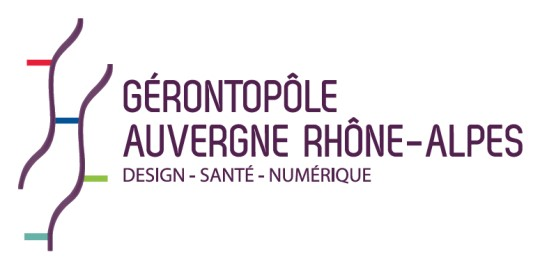 GÉRONTOPÔLE
AUVERGNE RHÔNE-ALPES
DESIGN - SANTÉ - NUMÉRIQUE